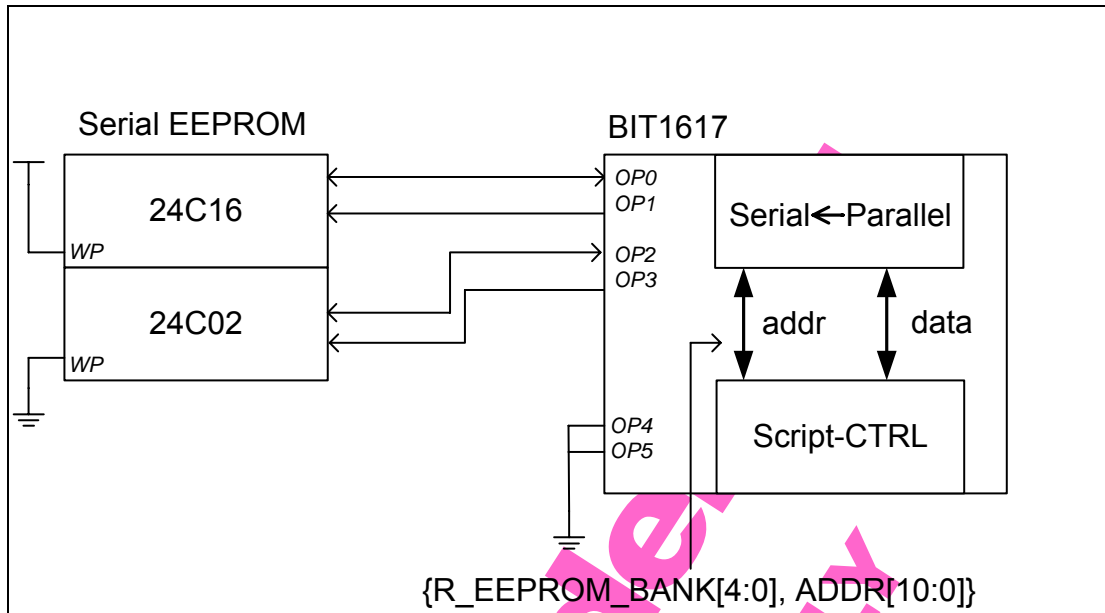 Serial EEPROM
BIT1617
24C16
WP
24C02
WP
OP0
OP1
OP2
OP3
OP4
OP5
Serial←Parallel
addr
data
Script-CTRL
{R_EEPROM_BANK[4:0], ADDR[10:0]}